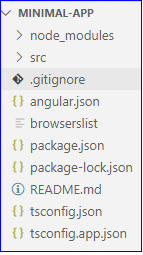 MINIMAL-APP
node_modules
src
.gitignore
angular.json
browserslist
package.json
package-lock.json
README.md
tsconfig.json
tsconfig.app.json